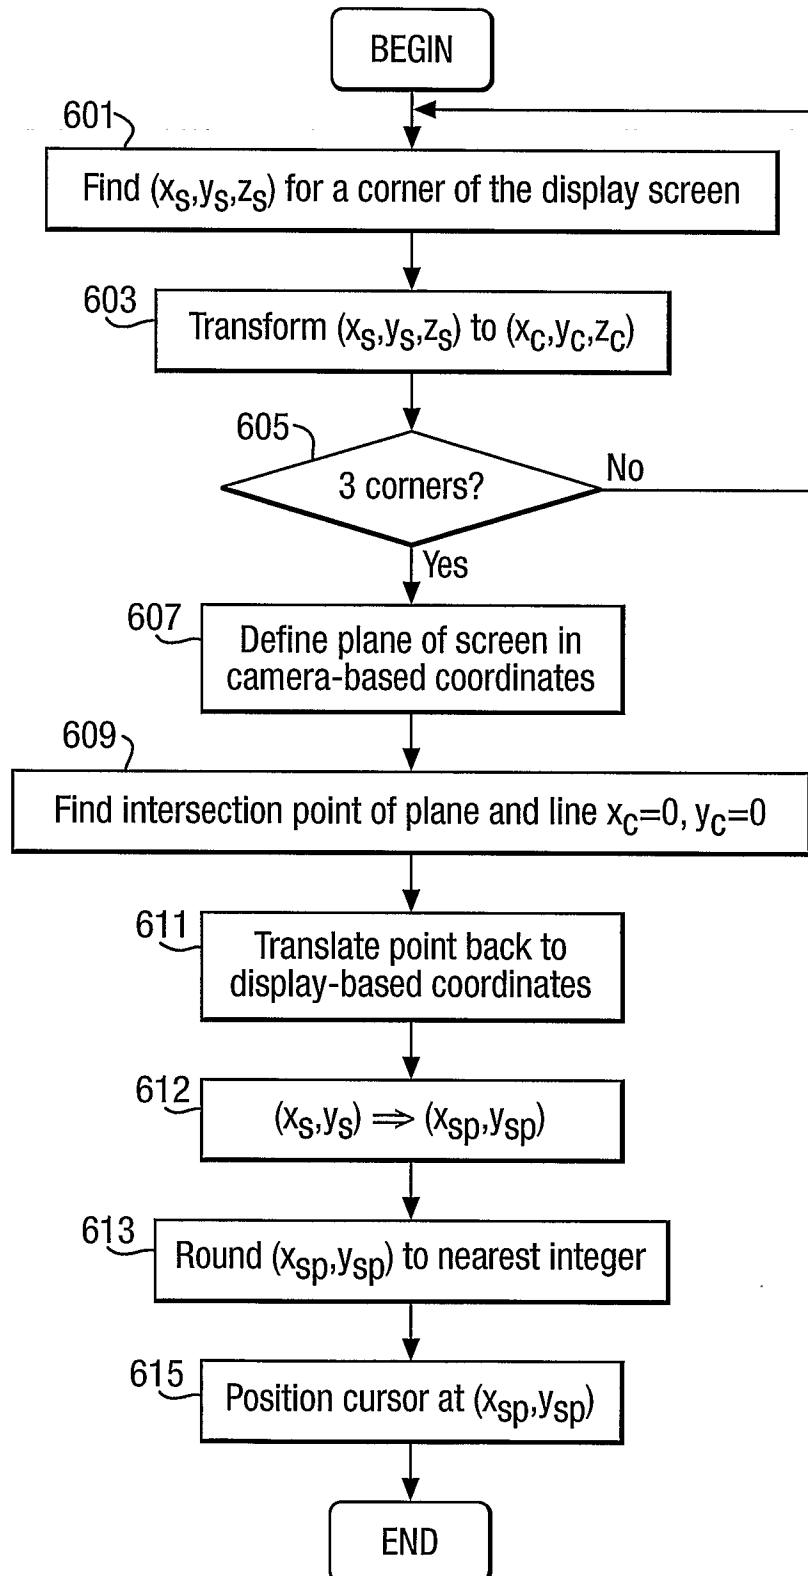 BEGIN
601
Find (xs,ys,zs) for a corner of the display screen
603
Transform (xs,ys,zs) to (xc,yc,zc)
605
3 corners?
No
Yes
607
Define plane of screen in
camera-based coordinates
609
Find intersection point of plane and line xc=0, yc=0
611
Translate point back to
display-based coordinates
612
(xs,ys) ⇒ (xsp,ysp)
613
Round (xsp,ysp) to nearest integer
615
Position cursor at (xsp,ysp)
END